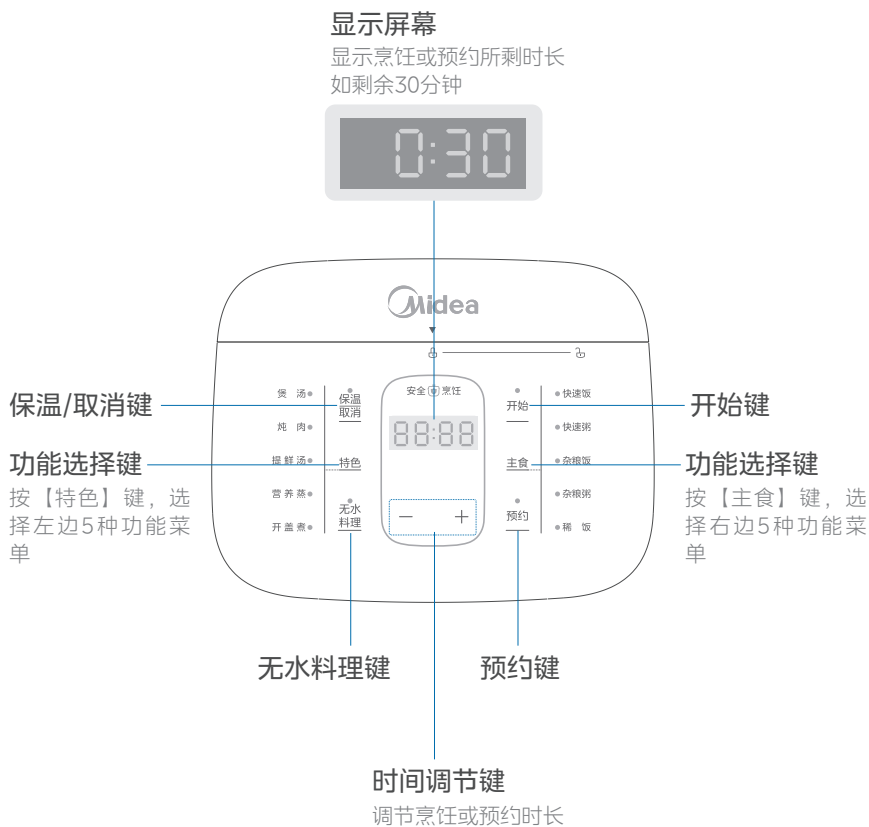 显示屏幕
显示烹饪或预约所剩时长
如剩余30分钟
0:30
Midea
安全 烹饪
88:88
煲 汤
炖 肉
提鲜汤
营养蒸
开盖煮
保温
取消
特色
无水
料理
开始
主食
预约
快速饭
快速粥
杂粮饭
杂粮粥
稀 饭
− +
保温/取消键
功能选择键
按【特色】键，选
择左边5种功能菜
单
开始键
功能选择键
按【主食】键，选
择右边5种功能菜
单
无水料理键
预约键
时间调节键
调节烹饪或预约时长